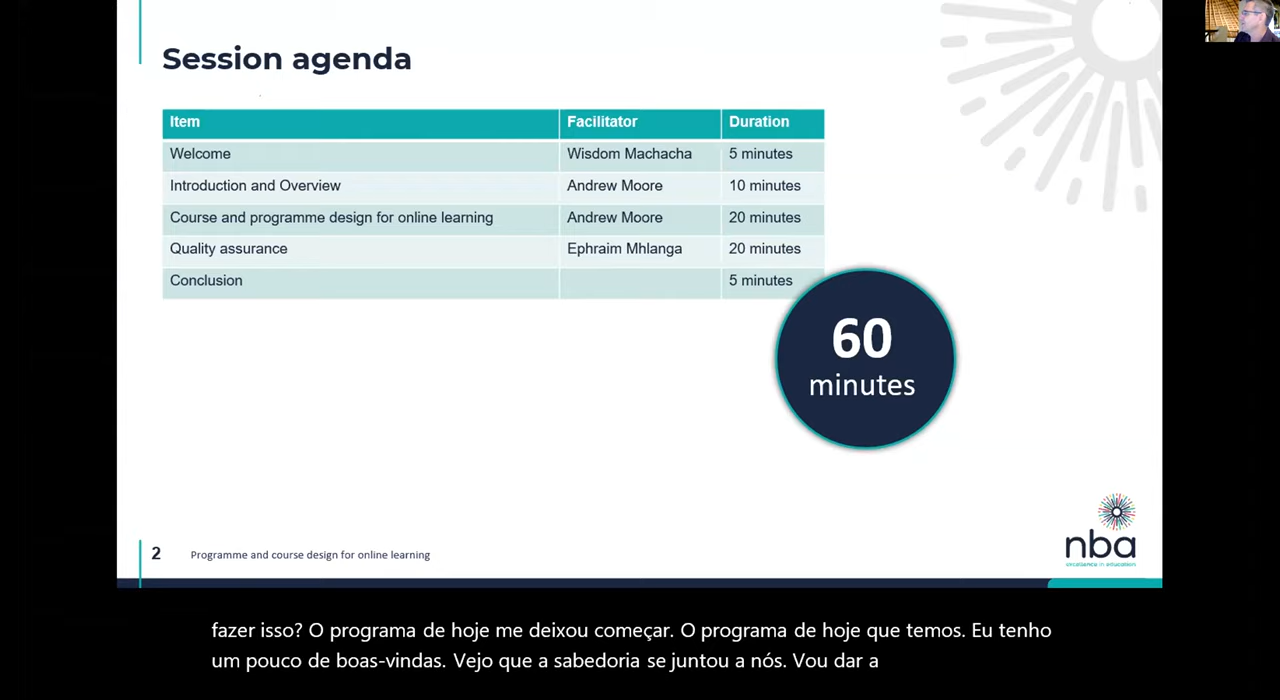 Session agenda
Item Facilitator Duration
Welcome Wisdom Machacha 5 minutes
Introduction and Overview Andrew Moore 10 minutes
Course and programme design for online learning Andrew Moore 20 minutes
Quality assurance Ephraim Mhlanga 20 minutes
Conclusion 5 minutes
60
minutes
nba
excellence in education
2 Programme and course design for online learning
fazer isso? O programa de hoje me deixou começar. O programa de hoje que temos. Eu tenho
um pouco de boas-vindas. Vejo que a sabedoria se juntou a nós. Vou dar a